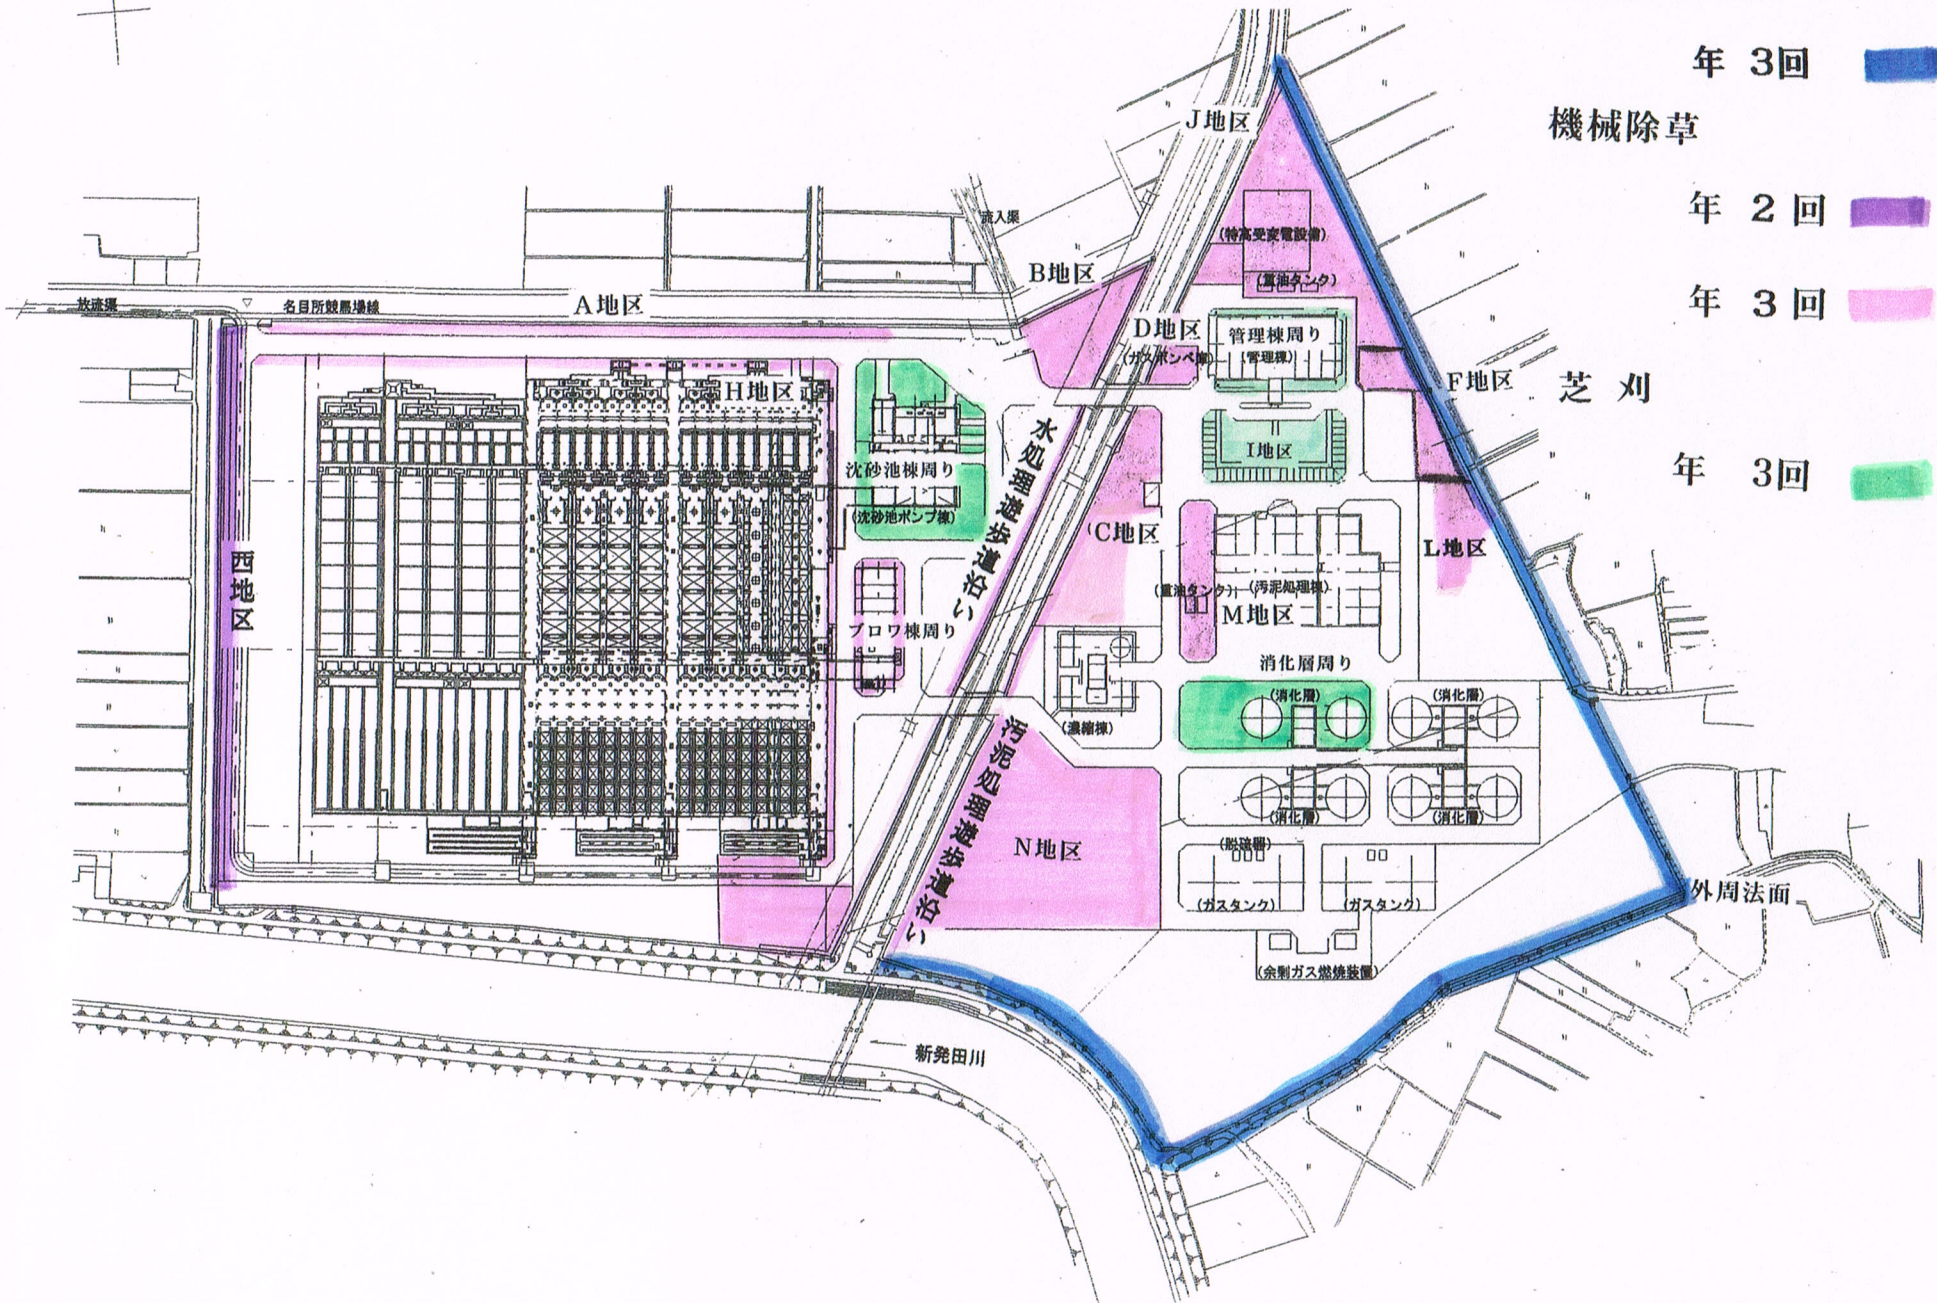 年 3回
機械除草
年 2 回
年 3 回
芝 刈
年 3回
J地区
流入渠
(特高受変電設備)
B地区
(重油タンク)
放流渠
名目所競馬場線
A地区
D地区
管理棟周り
(ガスボンベ庫)
(管理棟)
H地区
F地区
I地区
沈砂池棟周り
(沈砂池ポンプ棟)
水処理遊歩道沿い
C地区
L地区
西地区
(重油タンク)
(汚泥処理棟)
M地区
ブロワ棟周り
消化層周り
(消化層)
(消化層)
(濃縮棟)
汚泥処理遊歩道沿い
(消化層)
(消化層)
N地区
(脱硫器)
外周法面
(ガスタンク)
(ガスタンク)
(余剰ガス燃焼装置)
新発田川